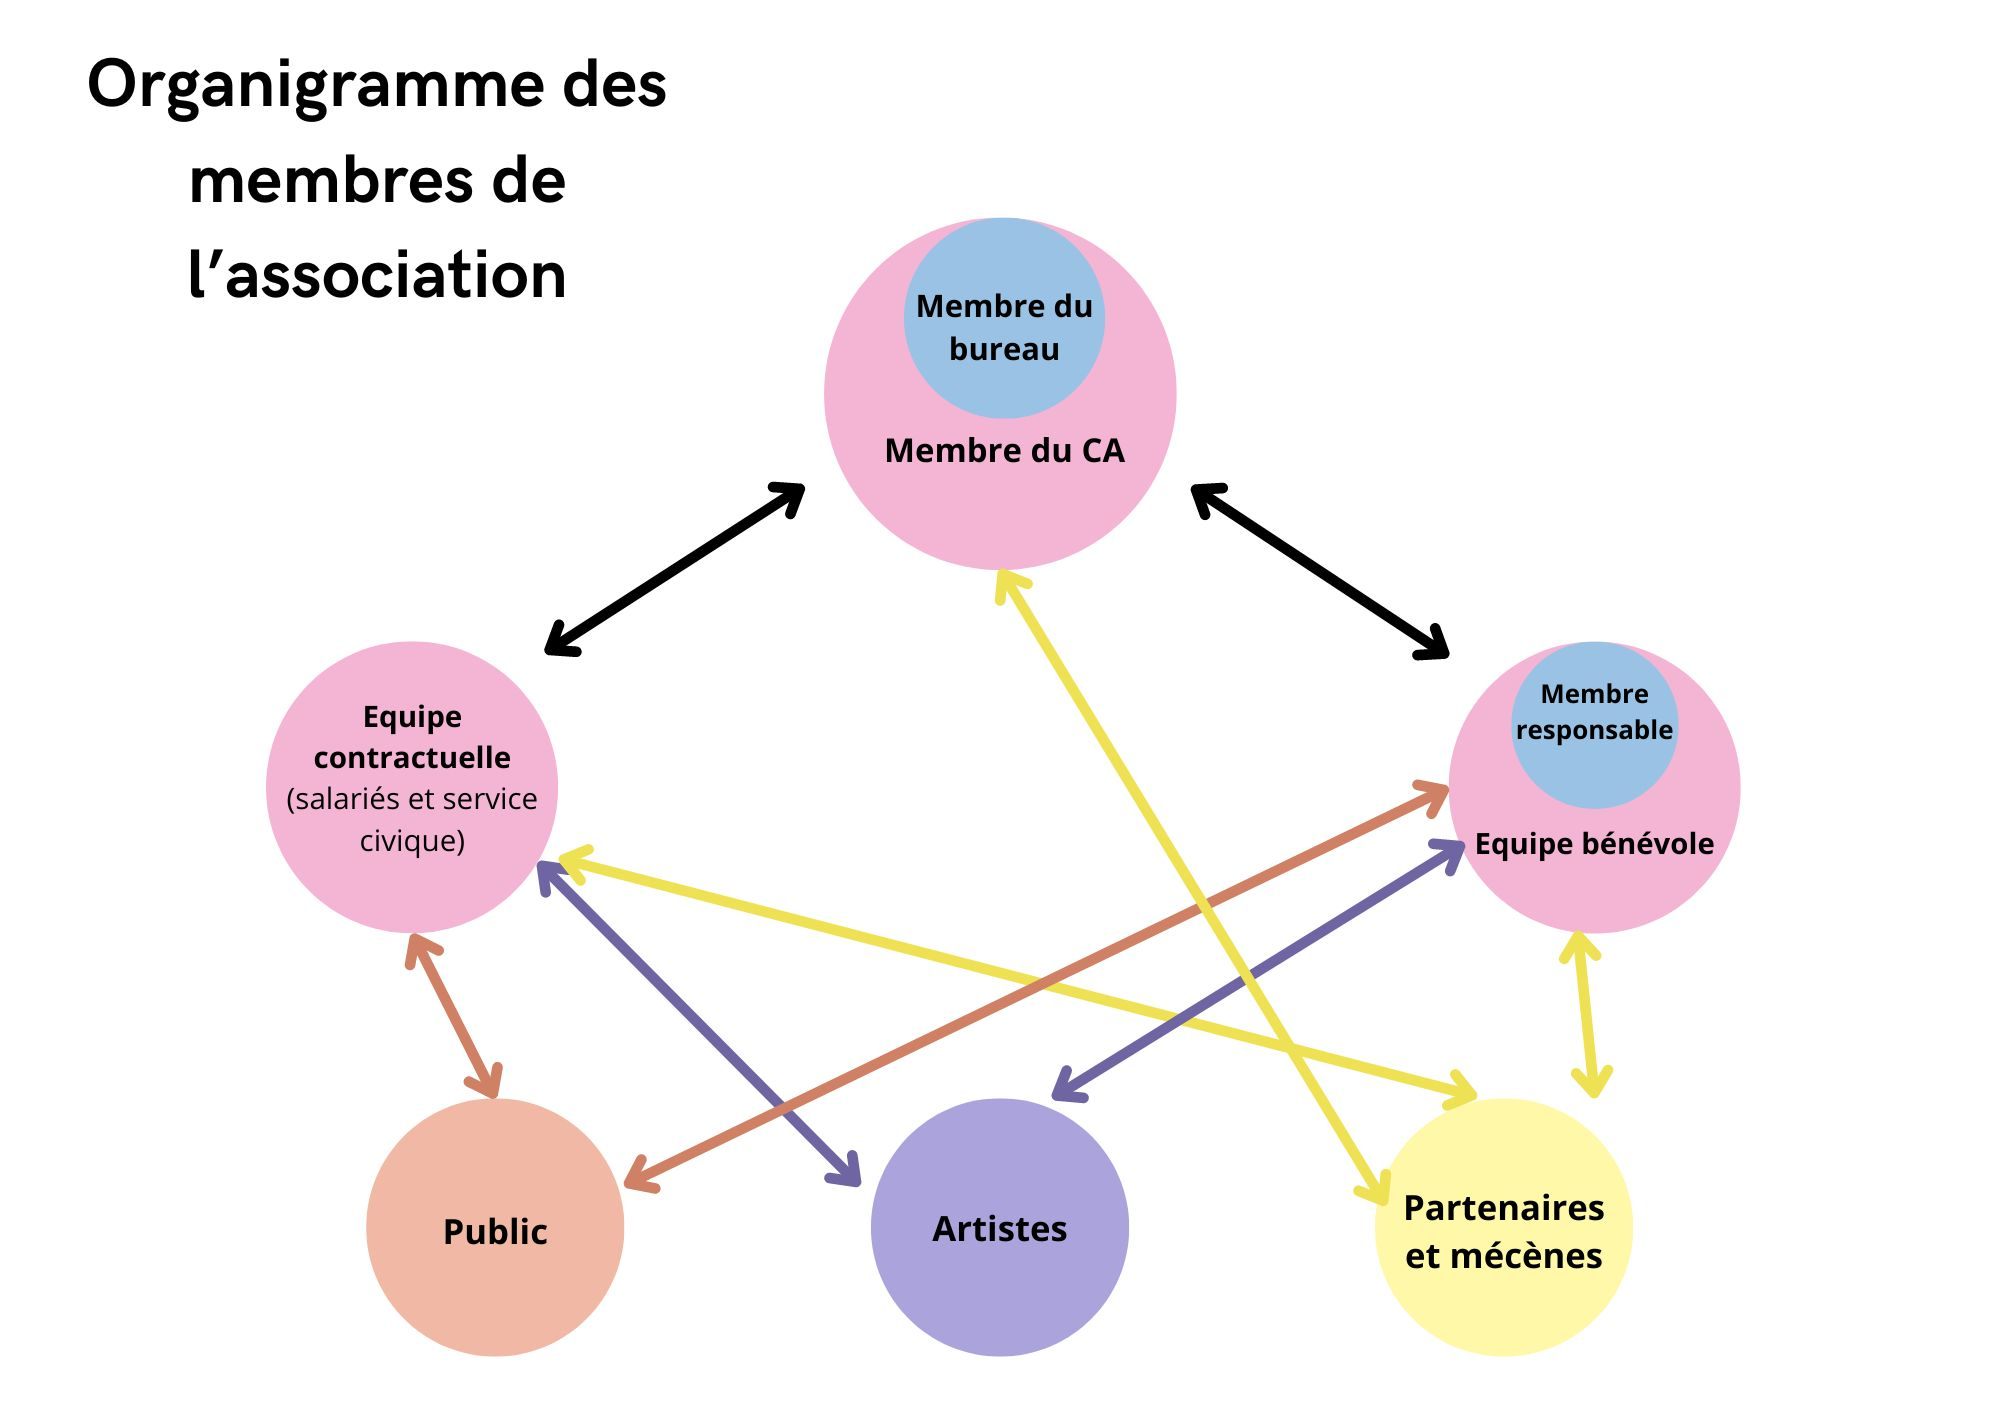 Organigramme des
membres de
l’association
Membre du
bureau
Membre du CA
Equipe
contractuelle
(salariés et service
civique)
Membre
responsable
Equipe bénévole
Public
Artistes
Partenaires
et mécènes